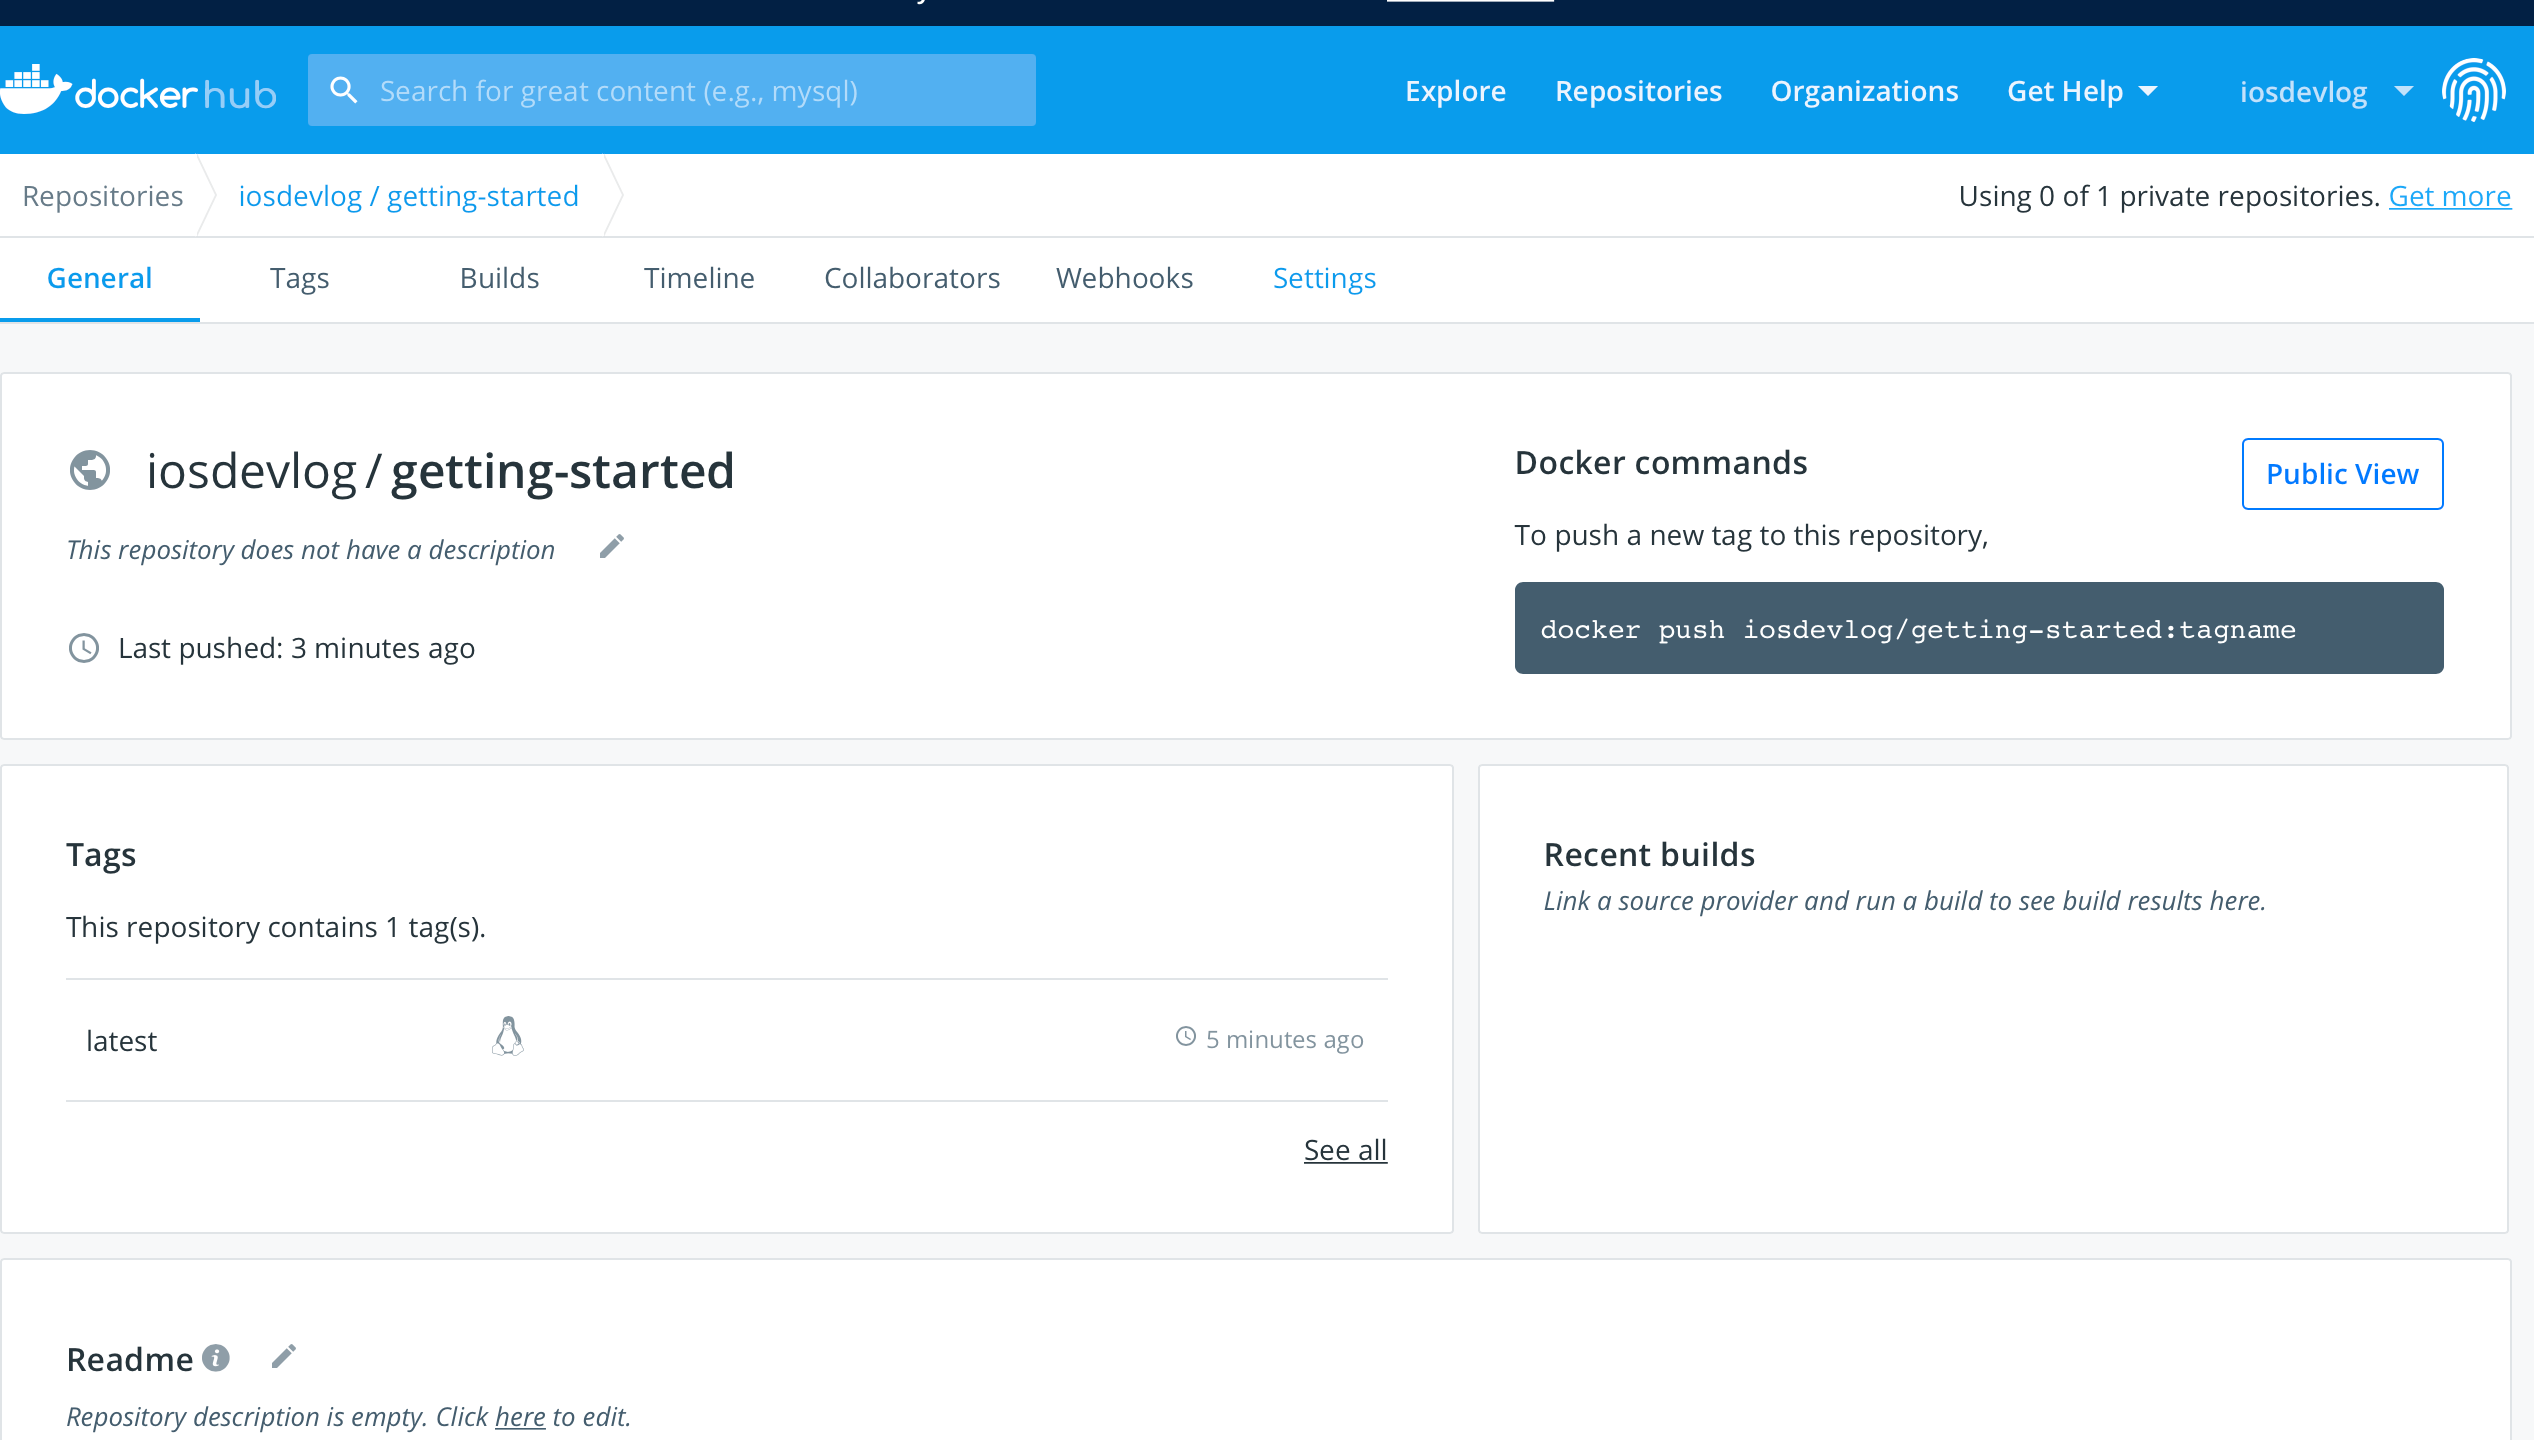 docker hub
Search for great content (e.g., mysql)
Explore
Repositories
Organizations
Get Help
iosdevlog
Repositories
iosdevlog / getting-started
Using 0 of 1 private repositories. Get more
General
Tags
Builds
Timeline
Collaborators
Webhooks
Settings
iosdevlog / getting-started
This repository does not have a description
Last pushed: 3 minutes ago
Docker commands
Public View
To push a new tag to this repository,
docker push iosdevlog/getting-started:tagname
Tags
This repository contains 1 tag(s).
latest
5 minutes ago
See all
Recent builds
Link a source provider and run a build to see build results here.
Readme
Repository description is empty. Click here to edit.